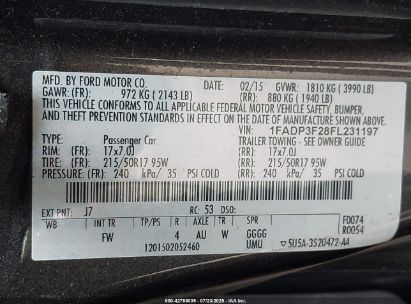 MFD. BY FORD MOTOR CO.
DATE: 02/15 GVWR: 1810 KG ( 3990 LB)
GAWR: (FR): 972 KG ( 2143 LB) (RR): 880 KG ( 1940 LB)
THIS VEHICLE CONFORMS TO ALL APPLICABLE FEDERAL MOTOR VEHICLE SAFETY, BUMPER,
AND THEFT PREVENTION STANDARDS IN EFFECT ON THE DATE OF MANUFACTURE SHOWN ABOVE.
VIN: 1FADP3F28FL231197
TYPE: Passenger Car TRAILER TOWING - SEE OWNER GUIDE
(FR) (RR)
RIM: 17x7.0J 17x7.0J
TIRE: 215/50R17 95W 215/50R17 95W
PRESSURE: (FR) 240 kPa/ 35 PSI COLD (RR) 240 kPa/ 35 PSI COLD
EXT PNT: J7 RC: 53 DSO:
WB INT TR TP/PS R AXLE TR SPR F0074
FW 4 AU W GGGG R0054
1201502052460 UMU 5U5A-3520472-AA